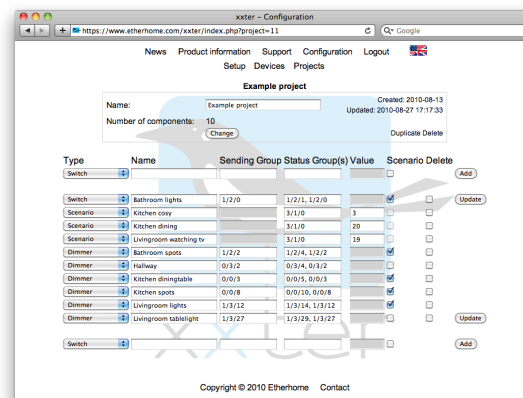 xxter – Configuration
https://www.etherhome.com/xxter/index.php?project=11
Google
News Product information Support Configuration Logout
Setup Devices Projects
Example project
Name: Example project Created: 2010-08-13
Updated: 2010-08-27 17:17:33
Number of components: 10
Change Duplicate Delete
Type Name Sending Group Status Group(s) Value Scenario Delete
Switch Add
Switch Bathroom lights 1/2/0 1/2/1, 1/2/0 Update
Scenario Kitchen cosy 3/1/0 3
Scenario Kitchen dining 3/1/0 20
Scenario Livingroom watching tv 3/1/0 19
Dimmer Bathroom spots 1/2/2 1/2/4, 1/2/2
Dimmer Hallway 0/3/2 0/3/4, 0/3/2
Dimmer Kitchen diningtable 0/0/3 0/0/5, 0/0/3
Dimmer Kitchen spots 0/0/8 0/0/10, 0/0/8
Dimmer Livingroom lights 1/3/12 1/3/14, 1/3/12
Dimmer Livingroom tablelight 1/3/27 1/3/29, 1/3/27 Update
Switch Add
xxter
Copyright © 2010 Etherhome Contact